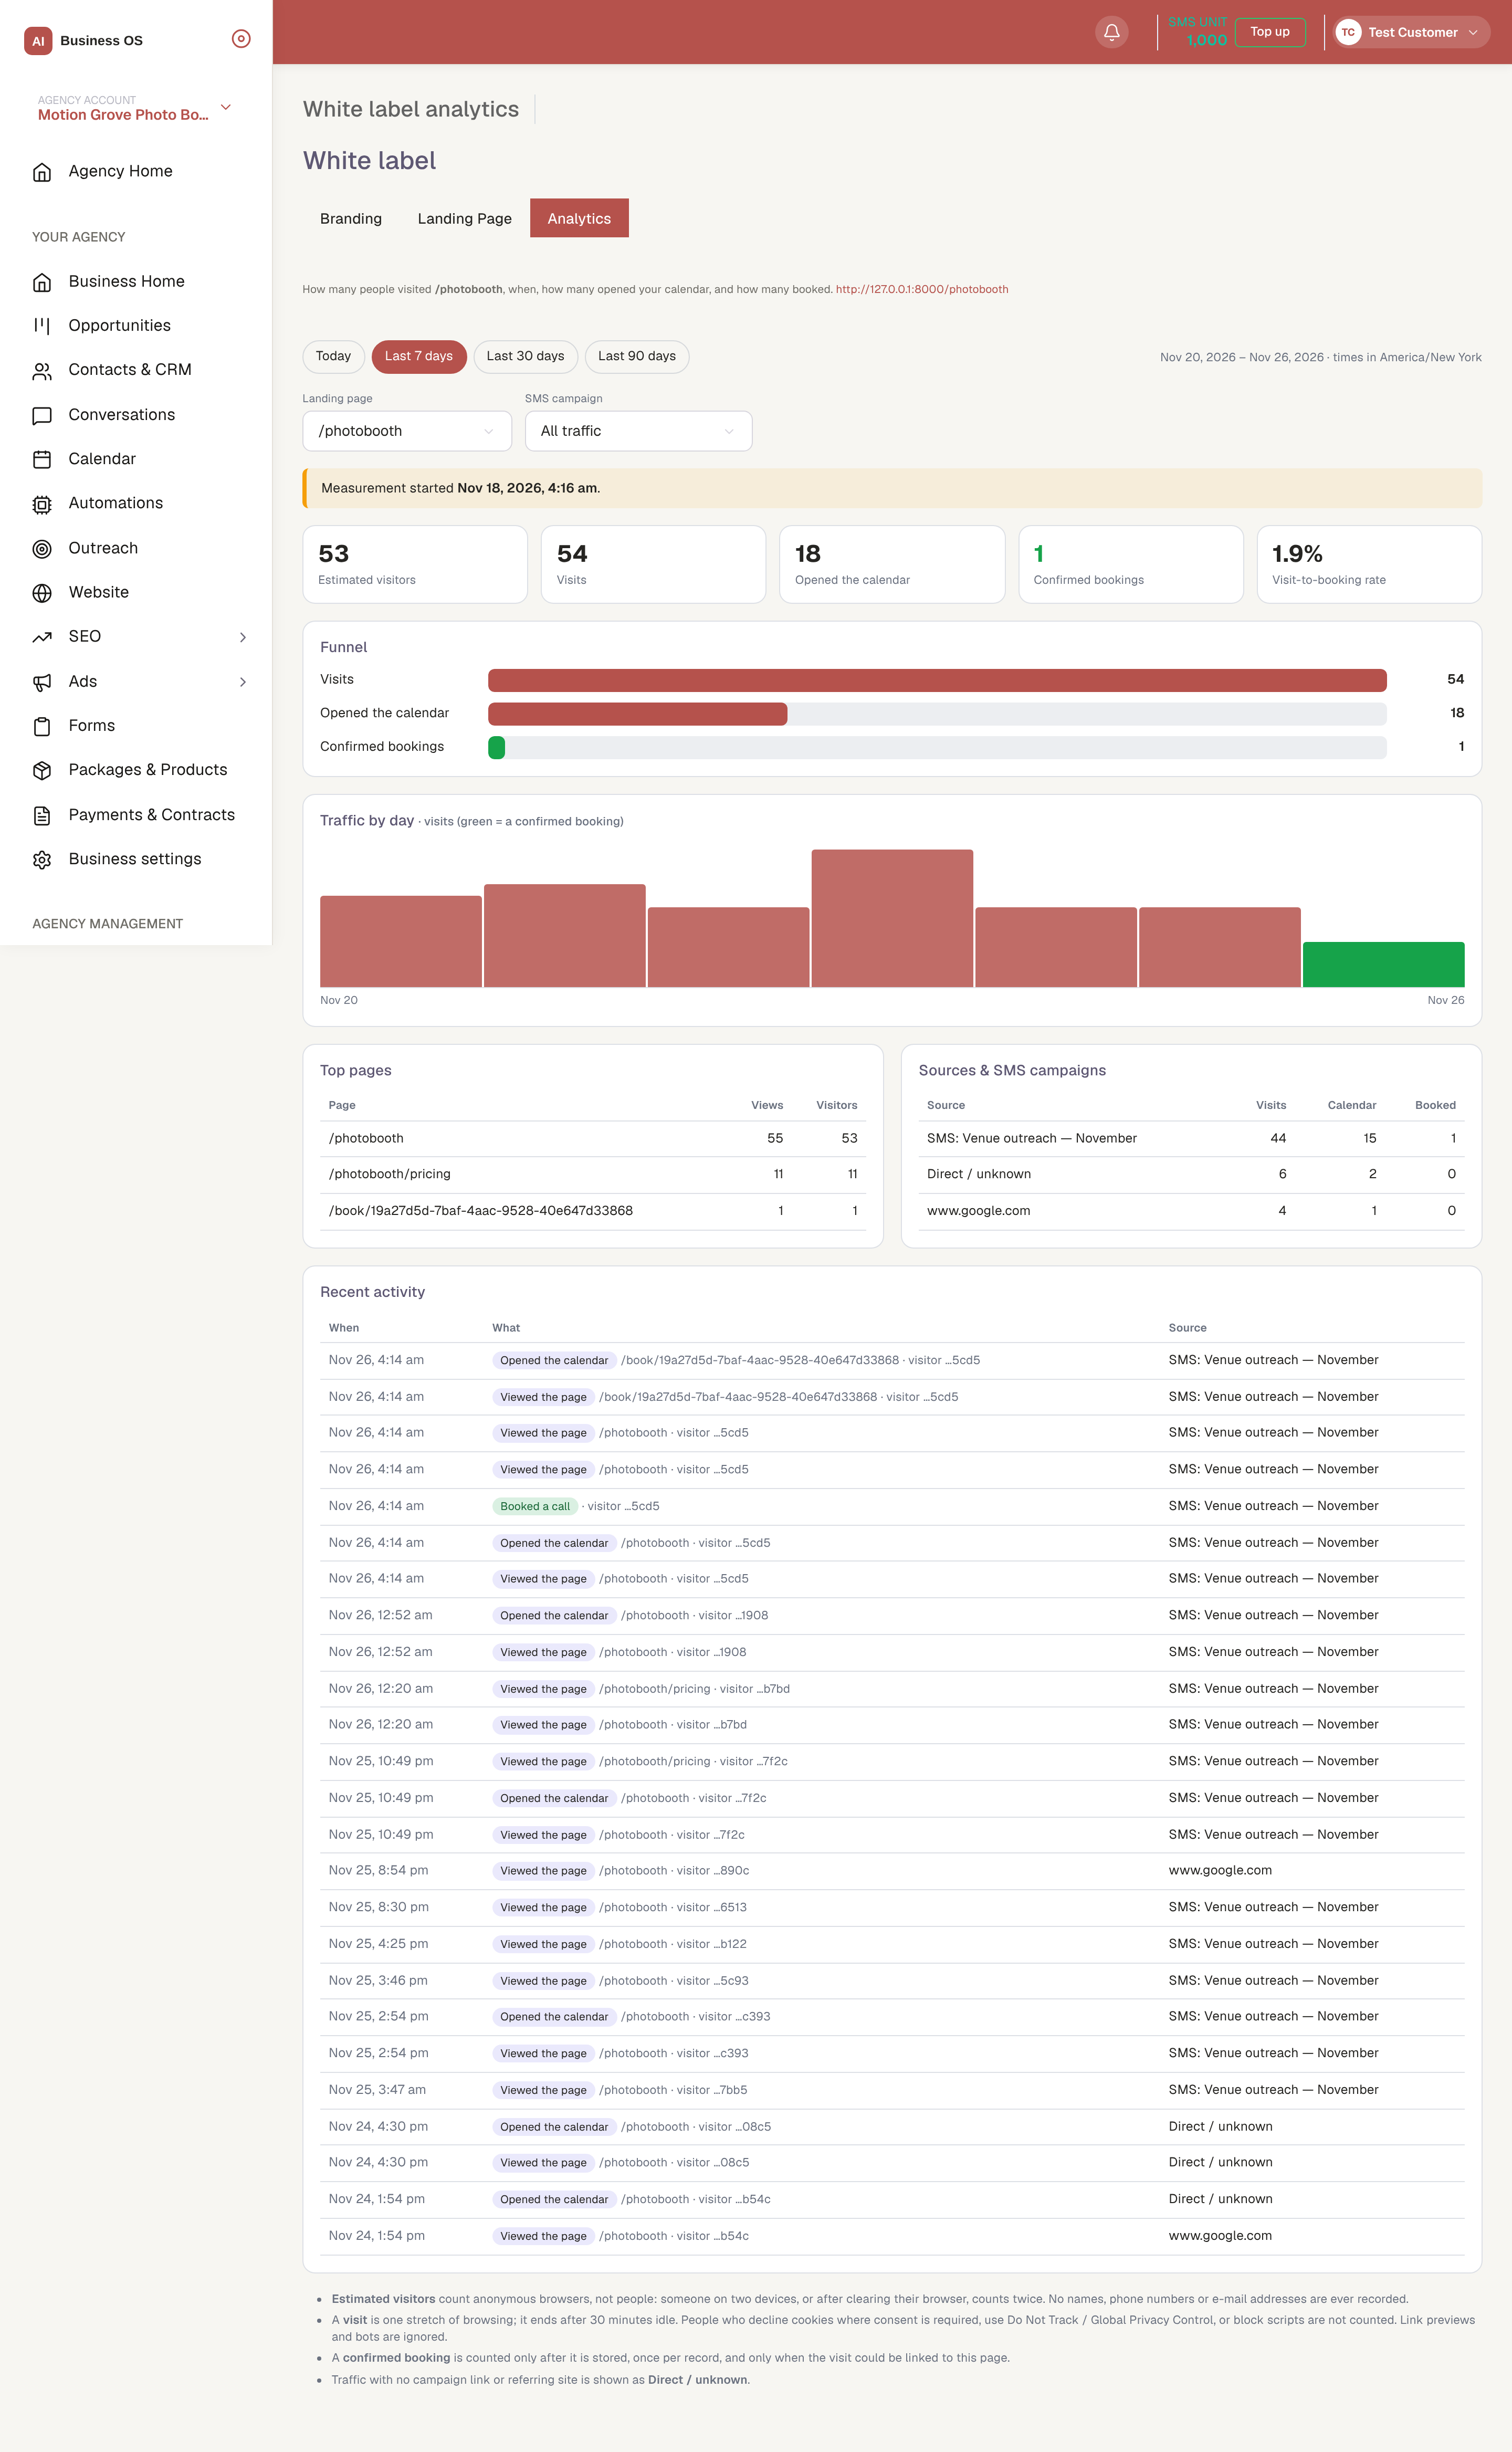 AI Business OS
SMS UNIT
1,000
Top up
TC Test Customer
AGENCY ACCOUNT
Motion Grove Photo Bo...
Agency Home
YOUR AGENCY
Business Home
Opportunities
Contacts & CRM
Conversations
Calendar
Automations
Outreach
Website
SEO
Ads
Forms
Packages & Products
Payments & Contracts
Business settings
AGENCY MANAGEMENT
White label analytics
White label
Branding Landing Page Analytics
How many people visited /photobooth, when, how many opened your calendar, and how many booked. http://127.0.0.1:8000/photobooth
Today Last 7 days Last 30 days Last 90 days
Nov 20, 2026 – Nov 26, 2026 · times in America/New York
Landing page SMS campaign
/photobooth All traffic
Measurement started Nov 18, 2026, 4:16 am.
53 54 18 1 1.9%
Estimated visitors Visits Opened the calendar Confirmed bookings Visit-to-booking rate
Funnel
Visits 54
Opened the calendar 18
Confirmed bookings 1
Traffic by day · visits (green = a confirmed booking)
Nov 20 Nov 26
Top pages
Page Views Visitors
/photobooth 55 53
/photobooth/pricing 11 11
/book/19a27d5d-7baf-4aac-9528-40e647d33868 1 1
Sources & SMS campaigns
Source Visits Calendar Booked
SMS: Venue outreach — November 44 15 1
Direct / unknown 6 2 0
www.google.com 4 1 0
Recent activity
When What Source
Nov 26, 4:14 am Opened the calendar /book/19a27d5d-7baf-4aac-9528-40e647d33868 · visitor …5cd5 SMS: Venue outreach — November
Nov 26, 4:14 am Viewed the page /book/19a27d5d-7baf-4aac-9528-40e647d33868 · visitor …5cd5 SMS: Venue outreach — November
Nov 26, 4:14 am Viewed the page /photobooth · visitor …5cd5 SMS: Venue outreach — November
Nov 26, 4:14 am Viewed the page /photobooth · visitor …5cd5 SMS: Venue outreach — November
Nov 26, 4:14 am Booked a call · visitor …5cd5 SMS: Venue outreach — November
Nov 26, 4:14 am Opened the calendar /photobooth · visitor …5cd5 SMS: Venue outreach — November
Nov 26, 4:14 am Viewed the page /photobooth · visitor …5cd5 SMS: Venue outreach — November
Nov 26, 12:52 am Opened the calendar /photobooth · visitor …1908 SMS: Venue outreach — November
Nov 26, 12:52 am Viewed the page /photobooth · visitor …1908 SMS: Venue outreach — November
Nov 26, 12:20 am Viewed the page /photobooth/pricing · visitor …b7bd SMS: Venue outreach — November
Nov 26, 12:20 am Viewed the page /photobooth · visitor …b7bd SMS: Venue outreach — November
Nov 25, 10:49 pm Viewed the page /photobooth/pricing · visitor …7f2c SMS: Venue outreach — November
Nov 25, 10:49 pm Opened the calendar /photobooth · visitor …7f2c SMS: Venue outreach — November
Nov 25, 10:49 pm Viewed the page /photobooth · visitor …7f2c SMS: Venue outreach — November
Nov 25, 8:54 pm Viewed the page /photobooth · visitor …890c www.google.com
Nov 25, 8:30 pm Viewed the page /photobooth · visitor …6513 SMS: Venue outreach — November
Nov 25, 4:25 pm Viewed the page /photobooth · visitor …b122 SMS: Venue outreach — November
Nov 25, 3:46 pm Viewed the page /photobooth · visitor …5c93 SMS: Venue outreach — November
Nov 25, 2:54 pm Opened the calendar /photobooth · visitor …c393 SMS: Venue outreach — November
Nov 25, 2:54 pm Viewed the page /photobooth · visitor …c393 SMS: Venue outreach — November
Nov 25, 3:47 am Viewed the page /photobooth · visitor …7bb5 SMS: Venue outreach — November
Nov 24, 4:30 pm Opened the calendar /photobooth · visitor …08c5 Direct / unknown
Nov 24, 4:30 pm Viewed the page /photobooth · visitor …08c5 Direct / unknown
Nov 24, 1:54 pm Opened the calendar /photobooth · visitor …b54c Direct / unknown
Nov 24, 1:54 pm Viewed the page /photobooth · visitor …b54c www.google.com
• Estimated visitors count anonymous browsers, not people: someone on two devices, or after clearing their browser, counts twice. No names, phone numbers or e-mail addresses are ever recorded.
• A visit is one stretch of browsing; it ends after 30 minutes idle. People who decline cookies where consent is required, use Do Not Track / Global Privacy Control, or block scripts are not counted. Link previews
and bots are ignored.
• A confirmed booking is counted only after it is stored, once per record, and only when the visit could be linked to this page.
• Traffic with no campaign link or referring site is shown as Direct / unknown.